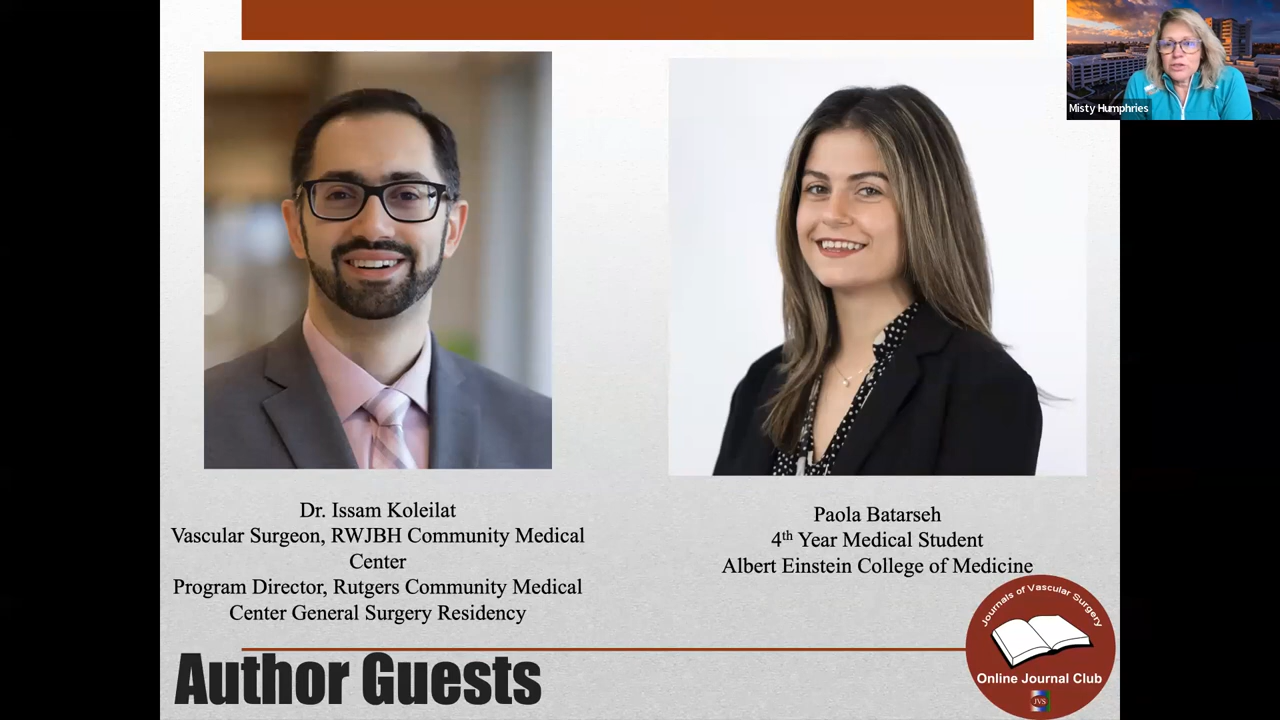 Misty Humphries
Dr. Issam Koleilat
Vascular Surgeon, RWJBH Community Medical
Center
Program Director, Rutgers Community Medical
Center General Surgery Residency
Paola Batarseh
4th Year Medical Student
Albert Einstein College of Medicine
Author Guests
Journals of Vascular Surgery
Online Journal Club
JVS